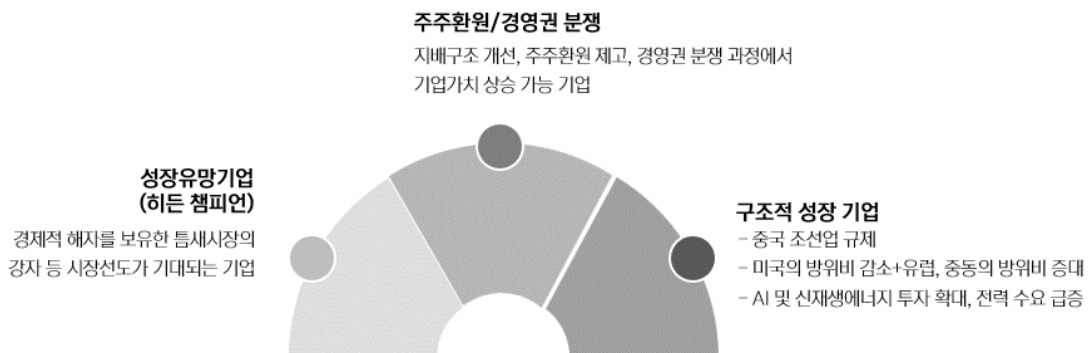 주주환원/경영권 분쟁
지배구조 개선, 주주환원 제고, 경영권 분쟁 과정에서
기업가치 상승 가능 기업
성장유망기업
(히든 챔피언)
경제적 해자를 보유한 틈새시장의
강자 등 시장선도가 기대되는 기업
구조적 성장 기업
- 중국 조선업 규제
- 미국의 방위비 감소+유럽, 중동의 방위비 증대
- AI 및 신재생에너지 투자 확대, 전력 수요 급증